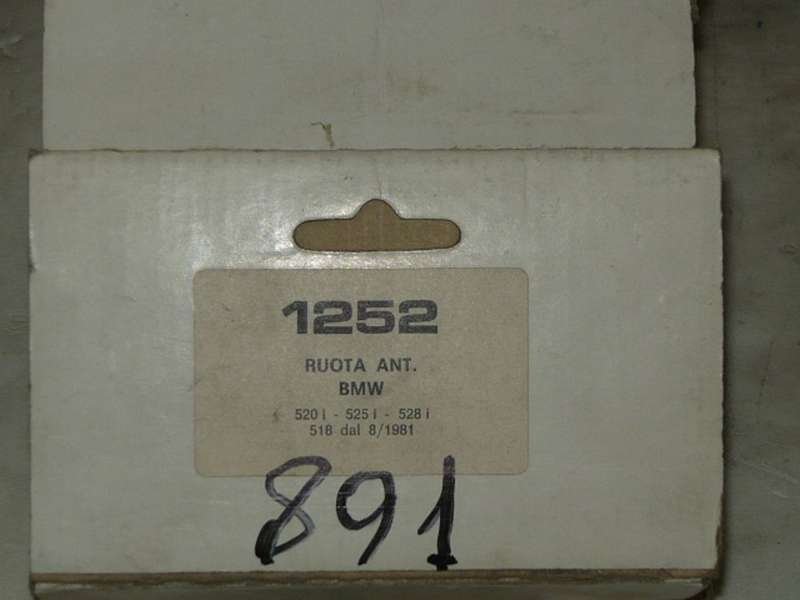 1252
RUOTA ANT.
BMW
520 i - 525 i - 528 i
518 dal 8/1981
891